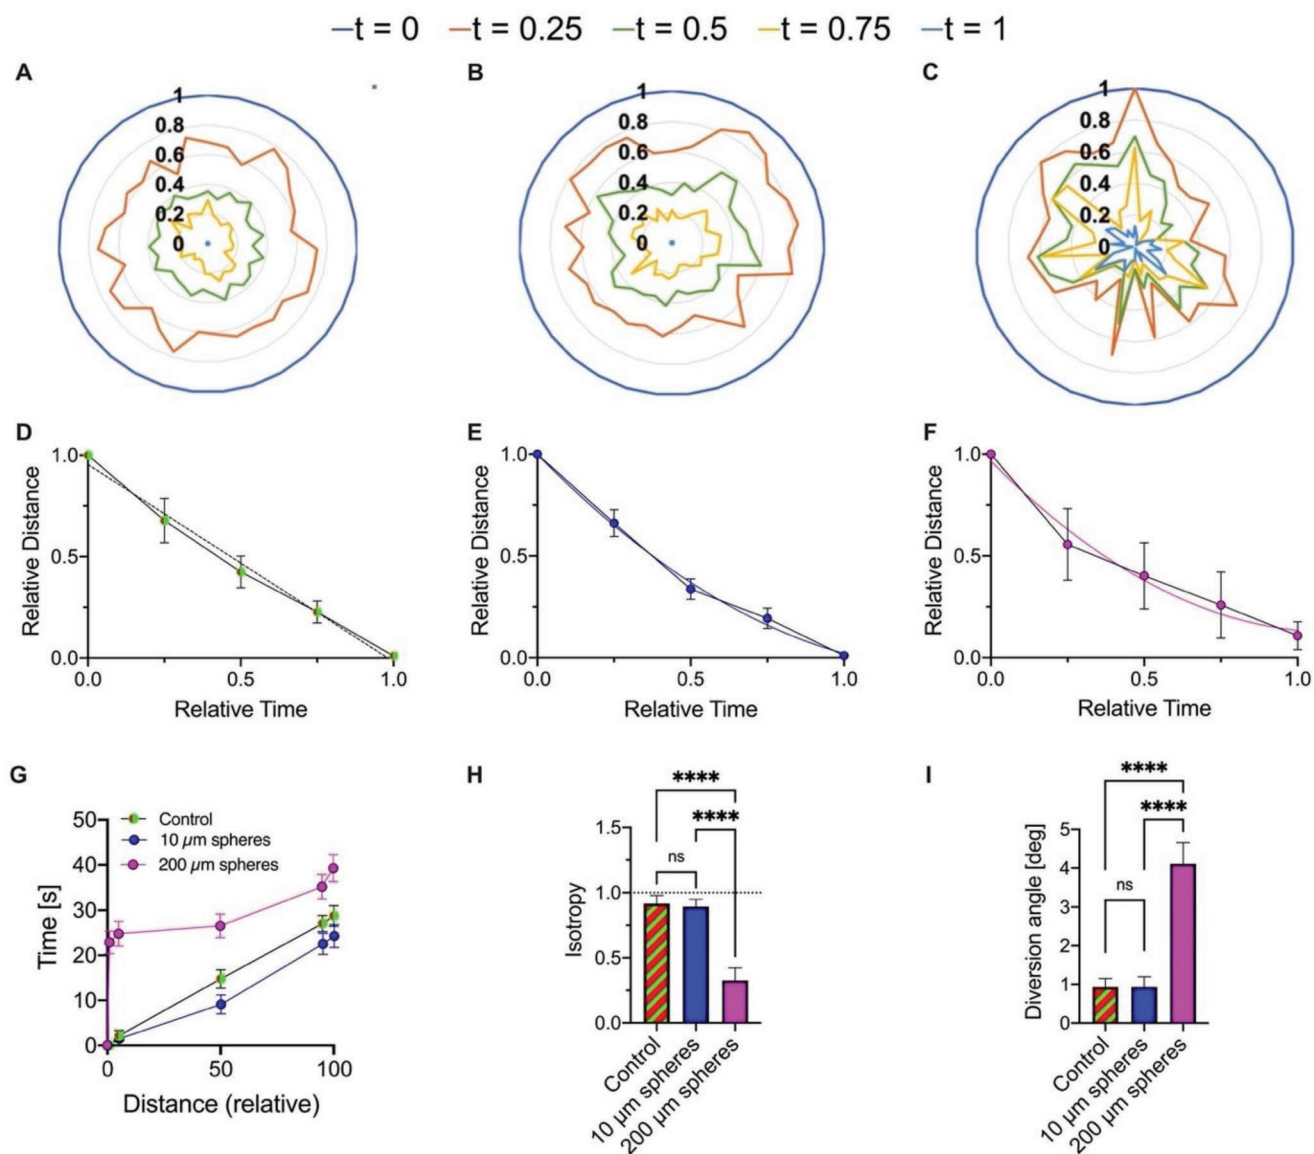 t = 0 t = 0.25 t = 0.5 t = 0.75 t = 1
A B C
1 1 1
0.8 0.8 0.8
0.6 0.6 0.6
0.4 0.4 0.4
0.2 0.2 0.2
0 0 0
D E F
1.0 1.0 1.0
Relative Distance Relative Distance Relative Distance
0.5 0.5 0.5
0.0 0.0 0.0
0.0 0.5 1.0 0.0 0.5 1.0 0.0 0.5 1.0
Relative Time Relative Time Relative Time
G
Control
10 µm spheres
200 µm spheres
Time [s]
50
40
30
20
10
0
0 50 100
Distance (relative)
H
****
****
ns
Isotropy
1.5
1.0
0.5
0.0
Control
10 µm spheres
200 µm spheres
I
****
****
ns
Diversion angle [deg]
5
4
3
2
1
0
Control
10 µm spheres
200 µm spheres